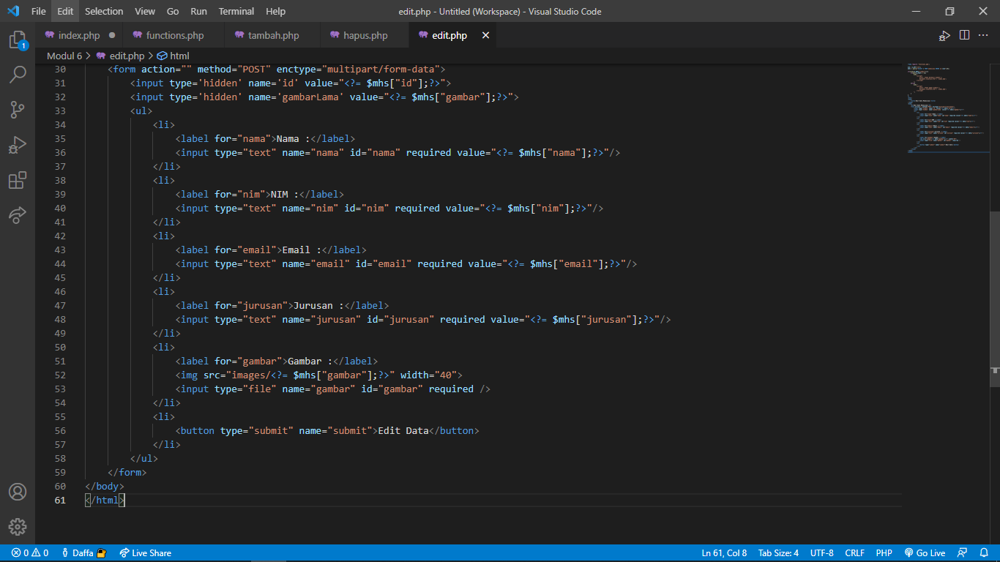 File Edit Selection View Go Run Terminal Help edit.php - Untitled (Workspace) - Visual Studio Code
index.php functions.php tambah.php hapus.php edit.php
1
Modul 6 > edit.php > html
30 <form action="" method="POST" enctype="multipart/form-data">
31 <input type='hidden' name='id' value="<?= $mhs["id"];?>">
32 <input type='hidden' name='gambarLama' value="<?= $mhs["gambar"];?>">
33 <ul>
34 <li>
35 <label for="nama">Nama :</label>
36 <input type="text" name="nama" id="nama" required value="<?= $mhs["nama"];?>"/>
37 </li>
38 <li>
39 <label for="nim">NIM :</label>
40 <input type="text" name="nim" id="nim" required value="<?= $mhs["nim"];?>"/>
41 </li>
42 <li>
43 <label for="email">Email :</label>
44 <input type="text" name="email" id="email" required value="<?= $mhs["email"];?>"/>
45 </li>
46 <li>
47 <label for="jurusan">Jurusan :</label>
48 <input type="text" name="jurusan" id="jurusan" required value="<?= $mhs["jurusan"];?>"/>
49 </li>
50 <li>
51 <label for="gambar">Gambar :</label>
52 <img src="images/<?= $mhs["gambar"];?>" width="40">
53 <input type="file" name="gambar" id="gambar" required />
54 </li>
55 <li>
56 <button type="submit" name="submit">Edit Data</button>
57 </li>
58 </ul>
59 </form>
60 </body>
61 </html>
0 0 Daffa Live Share Ln 61, Col 8 Tab Size: 4 UTF-8 CRLF PHP Go Live